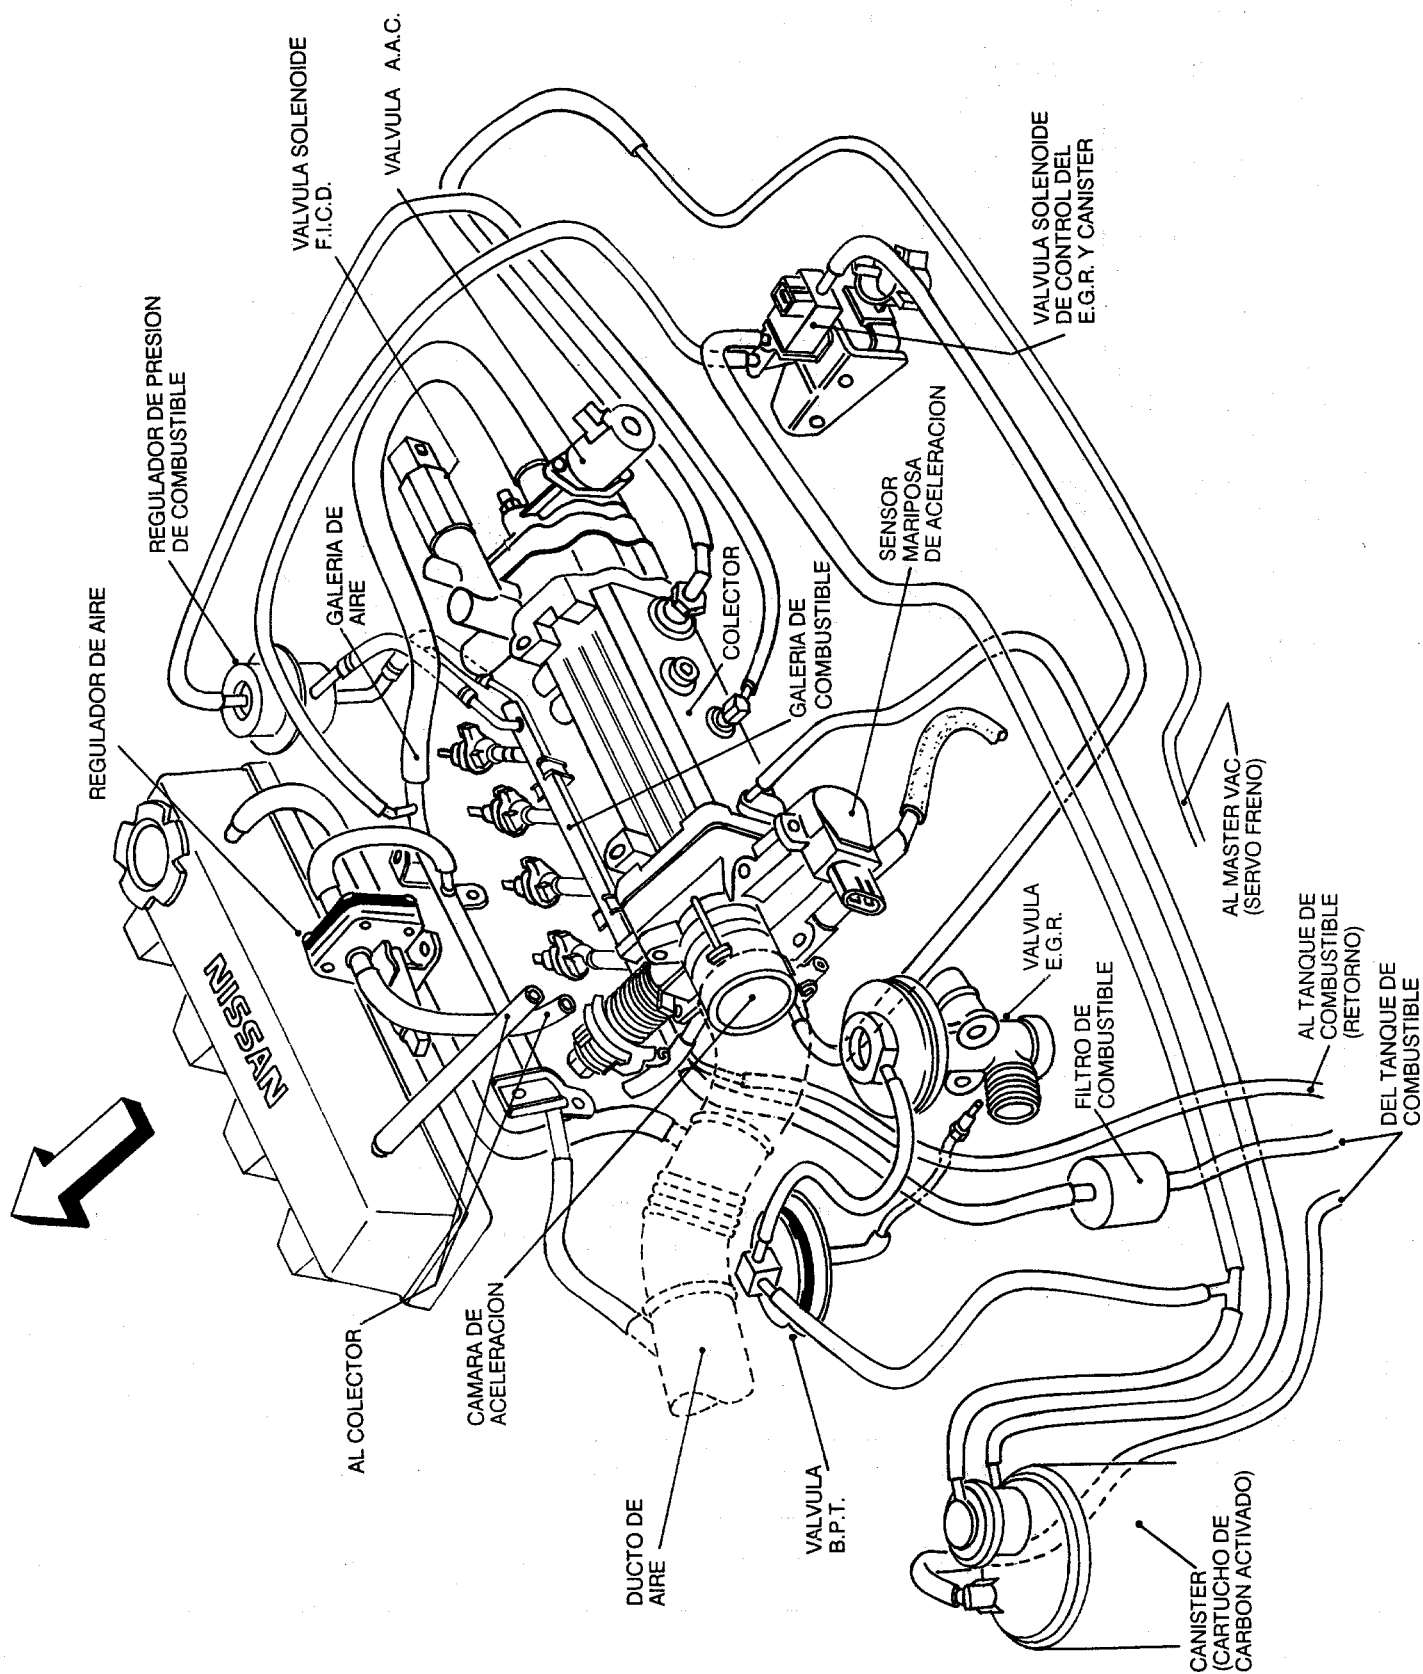 VALVULA SOLENOIDE
F.I.C.D.
VALVULA A.A.C.
REGULADOR DE PRESION
DE COMBUSTIBLE
REGULADOR DE AIRE
GALERIA DE
AIRE
NISSAN
VALVULA SOLENOIDE
DE CONTROL DEL
E.G.R. Y CANISTER
SENSOR
MARIPOSA
DE ACELERACION
COLECTOR
GALERIA DE
COMBUSTIBLE
AL MASTER VAC
(SERVO FRENO)
VALVULA
E.G.R.
AL TANQUE DE
COMBUSTIBLE
(RETORNO)
FILTRO DE
COMBUSTIBLE
DEL TANQUE DE
COMBUSTIBLE
AL COLECTOR
CAMARA DE
ACELERACION
DUCTO DE
AIRE
VALVULA
B.P.T.
CANISTER
(CARTUCHO DE
CARBON ACTIVADO)